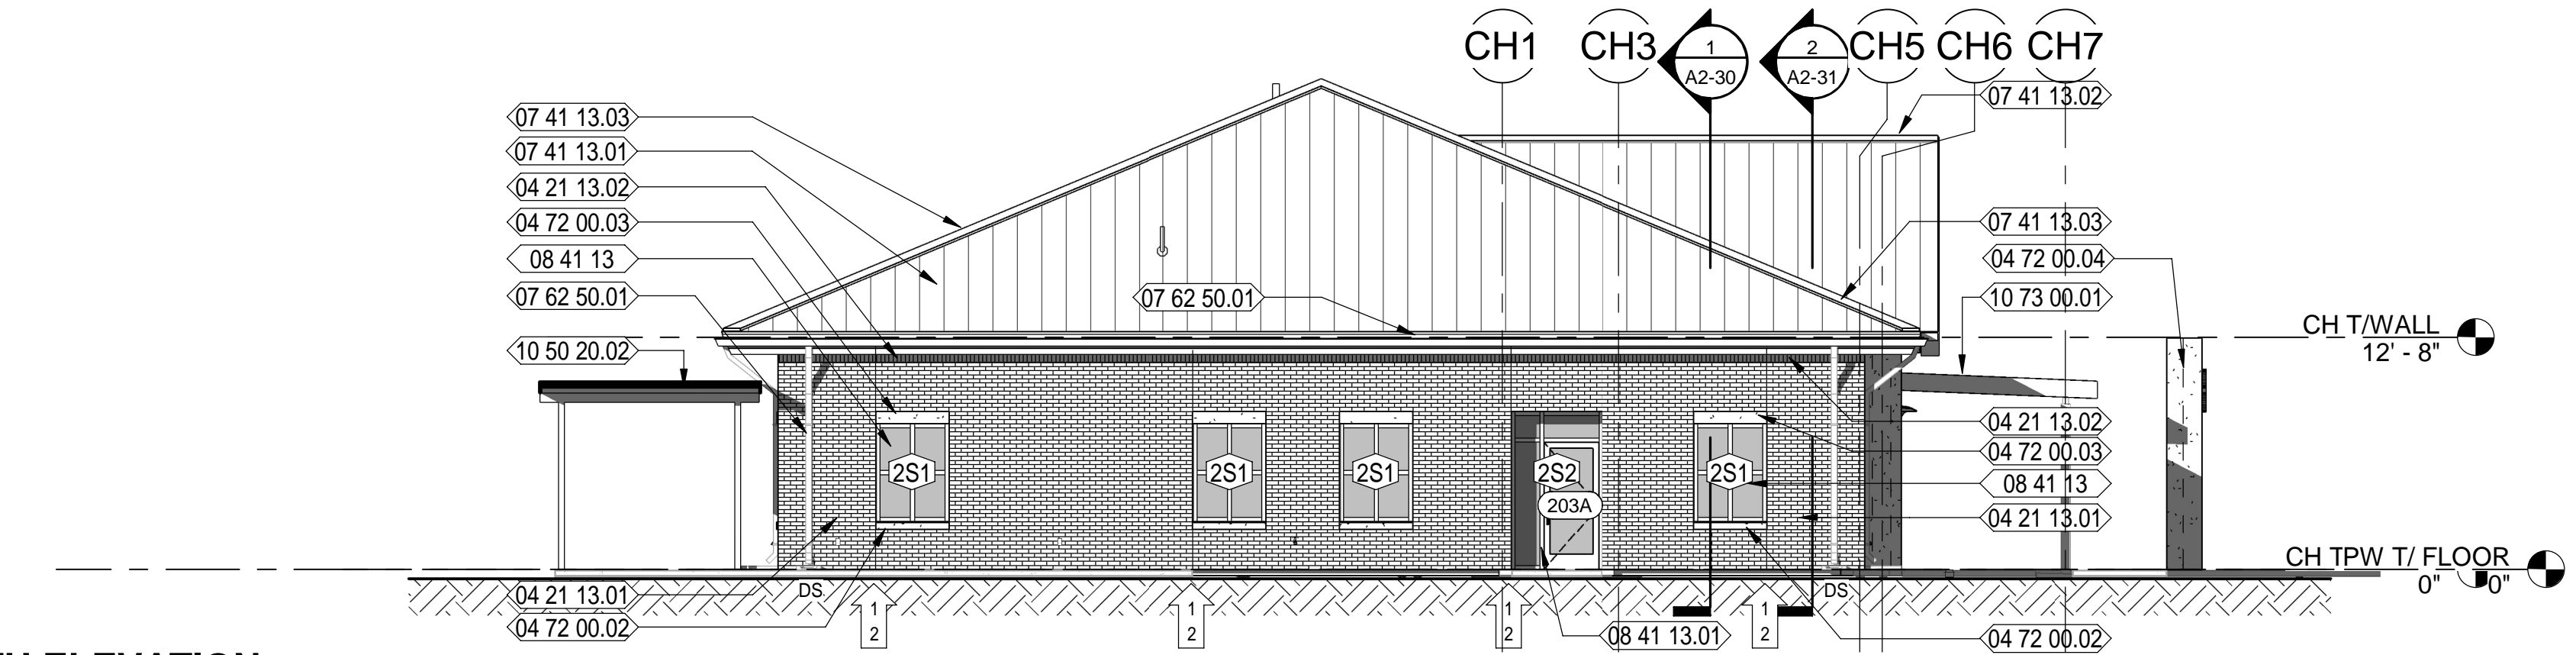 CH1
CH3
1
A2-30
2
A2-31
CH5
CH6
CH7
07 41 13.03
07 41 13.01
04 21 13.02
04 72 00.03
08 41 13
07 62 50.01
10 50 20.02
07 62 50.01
07 41 13.02
07 41 13.03
04 72 00.04
10 73 00.01
CH T/WALL
12' - 8"
04 21 13.02
04 72 00.03
08 41 13
04 21 13.01
2S1
2S1
2S1
2S2
203A
2S1
CH TPW T/ FLOOR
0"
0"
04 21 13.01
04 72 00.02
DS
DS
1
2
1
2
1
2
1
2
08 41 13.01
04 72 00.02